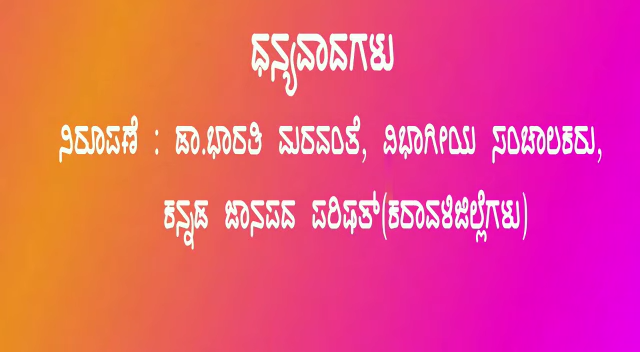 ಧನ್ಯವಾದಗಳು
ನಿರೂಪಣೆ : ಡಾ.ಭಾರತಿ ಮರವಂತೆ, ವಿಭಾಗೀಯ ಸಂಚಾಲಕರು,
ಕನ್ನಡ ಜಾನಪದ ಪರಿಷತ್(ಕರಾವಳಿಜಿಲ್ಲೆಗಳು)